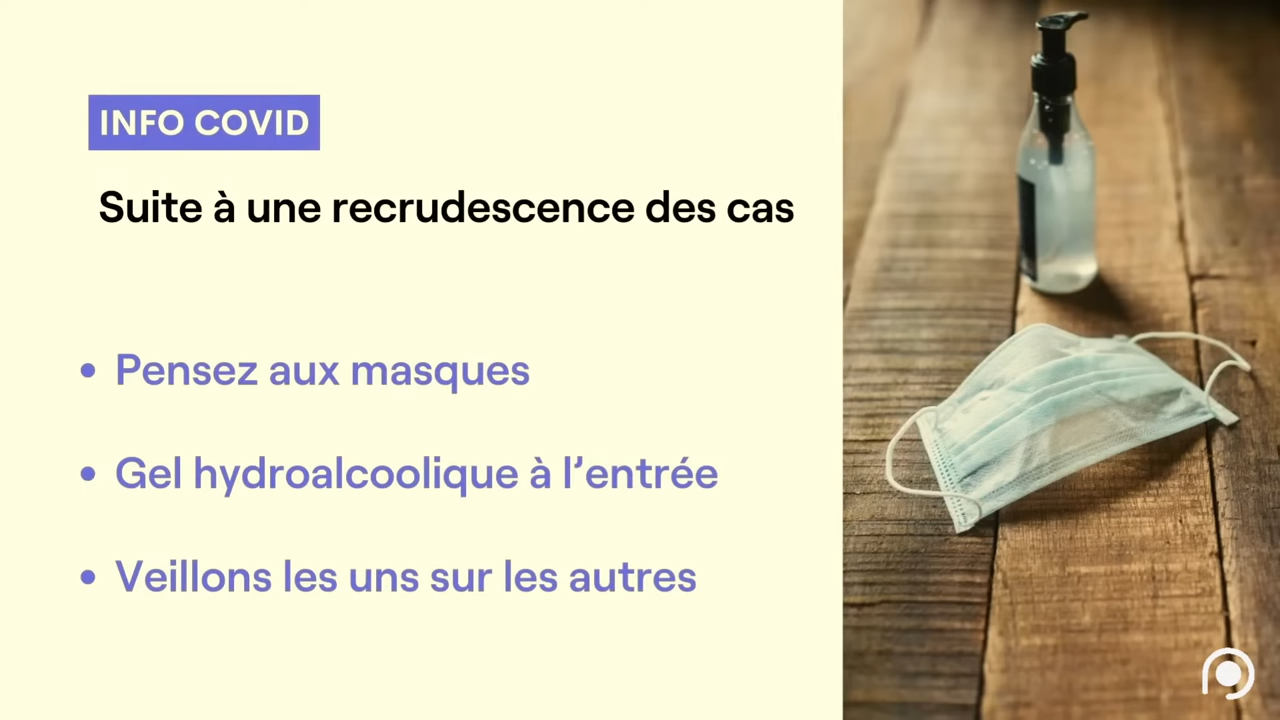 INFO COVID
Suite à une recrudescence des cas
• Pensez aux masques
• Gel hydroalcoolique à l’entrée
• Veillons les uns sur les autres